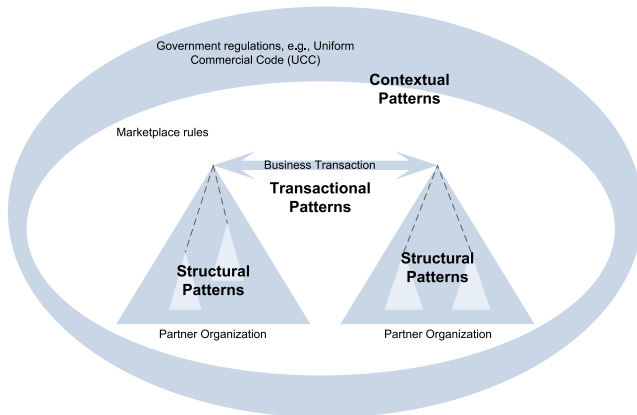 Government regulations, e.g., Uniform
Commercial Code (UCC)
Contextual
Patterns
Marketplace rules
Business Transaction
Transactional
Patterns
Structural
Patterns
Structural
Patterns
Partner Organization
Partner Organization